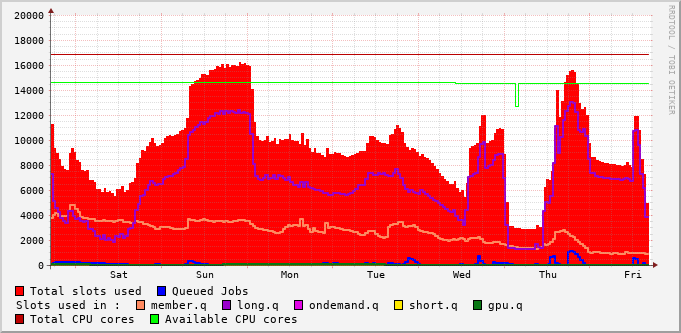 RRDTOOL / TOBI OETIKER
20000
18000
16000
14000
12000
10000
8000
6000
4000
2000
0
Sat Sun Mon Tue Wed Thu Fri
Total slots used Queued Jobs
Slots used in : member.q long.q ondemand.q short.q gpu.q
Total CPU cores Available CPU cores